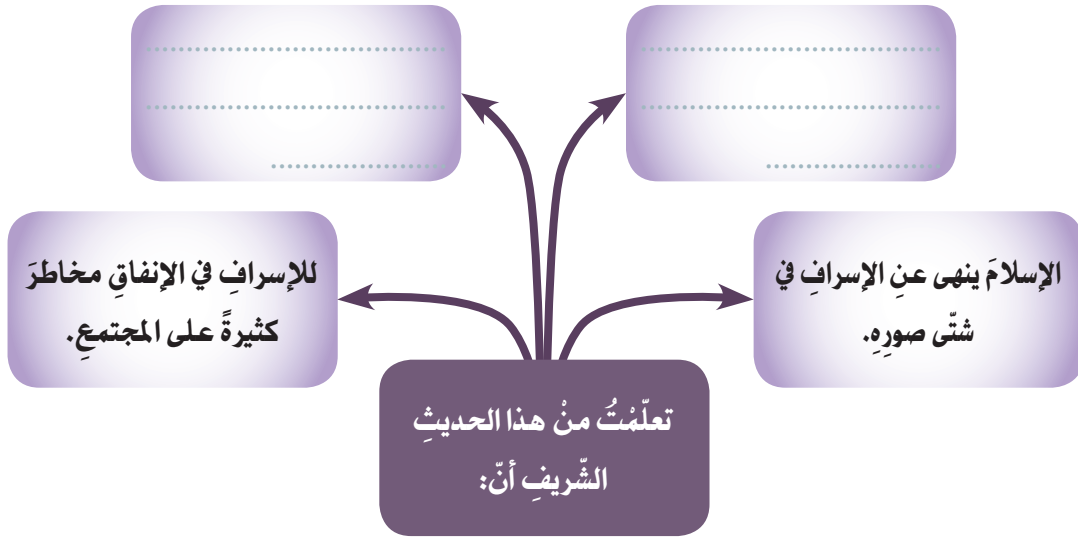 الإسلامَ ينهى عنِ الإسرافِ في
شتّى صورِهِ.
للإسرافِ في الإنفاقِ مخاطرَ
كثيرةً على المجتمعِ.
تعلّمْتُ منْ هذا الحديثِ
الشّريفِ أنّ: